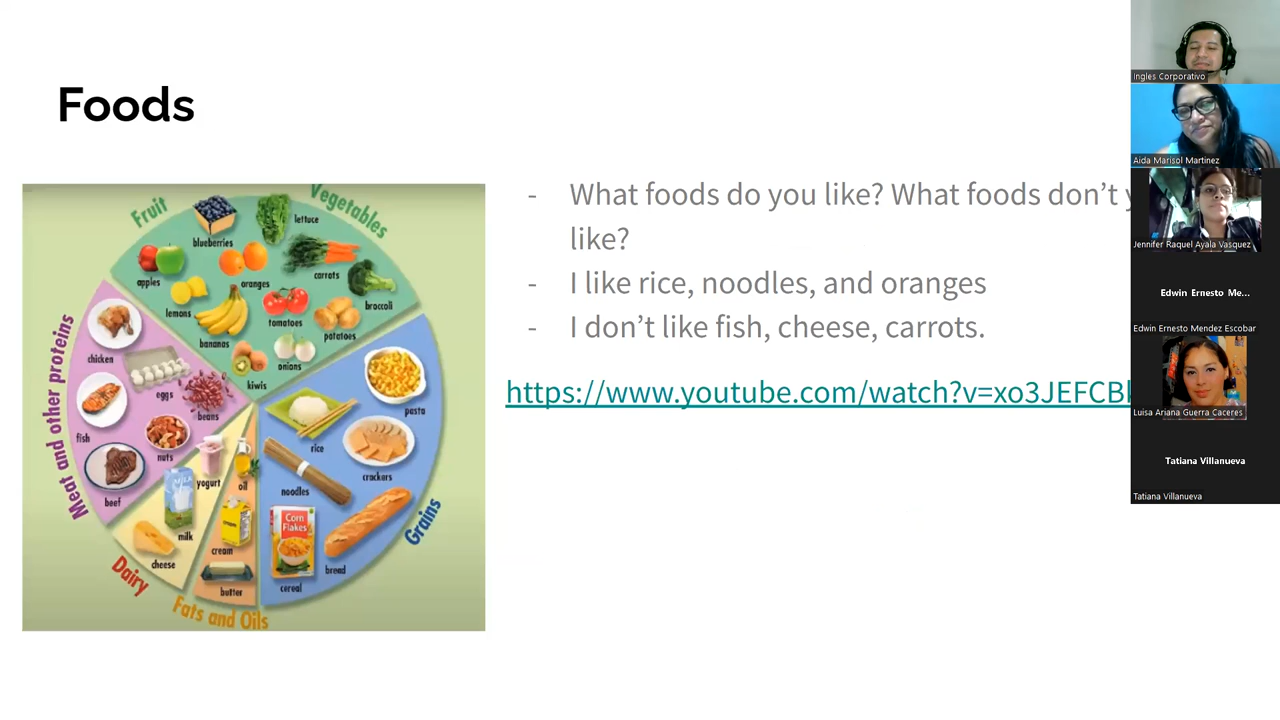 Foods
Fruit
Vegetables
blueberries
lettuce
apples
oranges
carrots
broccoli
lemons
bananas
tomatoes
potatoes
kiwis
onions
Meat and other proteins
chicken
eggs
beans
fish
nuts
beef
yogurt
milk
cheese
Dairy
oil
cream
butter
Fats and Oils
pasta
rice
crackers
noodles
Corn
Flakes
bread
cereal
Grains
- What foods do you like? What foods don't
like?
- I like rice, noodles, and oranges
- I don't like fish, cheese, carrots.
https://www.youtube.com/watch?v=xo3JEFCB
Ingles Corporativo
Aida Marisol Martinez
Jennifer Raquel Ayala Vasquez
Edwin Ernesto Me...
Edwin Ernesto Mendez Escobar
Luisa Ariana Guerra Caceres
Tatiana Villanueva
Tatiana Villanueva